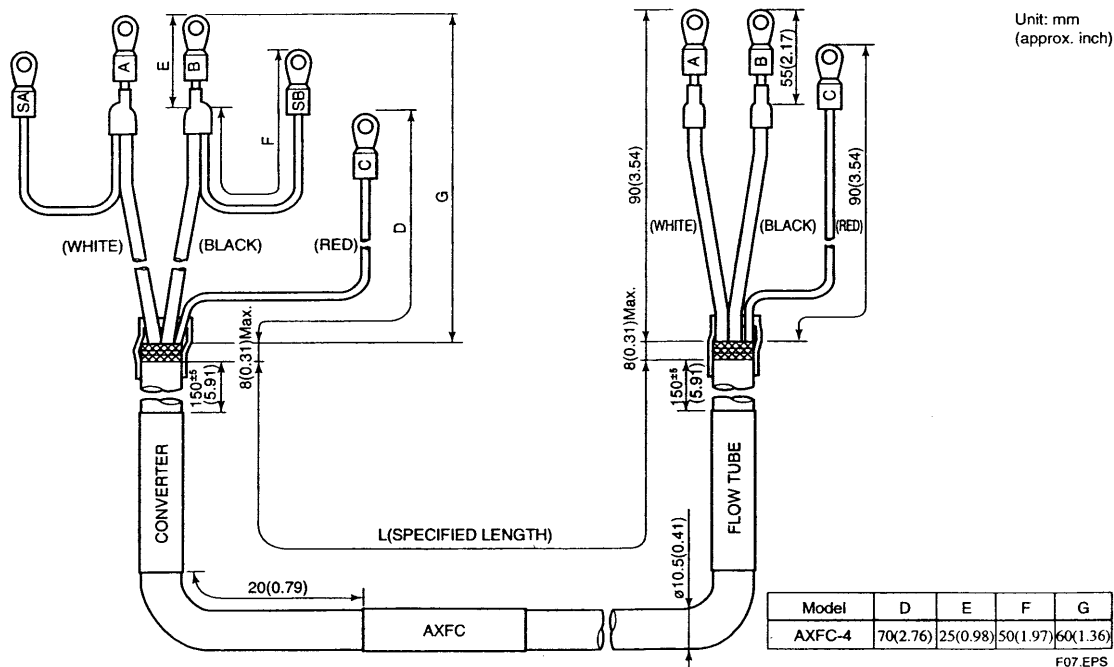 Unit: mm
(approx. inch)
A
B
SA
SB
C
E
F
D
G
(WHITE)
(BLACK)
(RED)
8(0.31)Max.
150±5
(5.91)
CONVERTER
20(0.79)
AXFC
L(SPECIFIED LENGTH)
A
B
C
55(2.17)
90(3.54)
90(3.54)
(WHITE)
(BLACK)
(RED)
8(0.31)Max.
150±5
(5.91)
FLOW TUBE
ø10.5(0.41)
Model D E F G
AXFC-4 70(2.76) 25(0.98) 50(1.97) 60(1.36)
F07.EPS